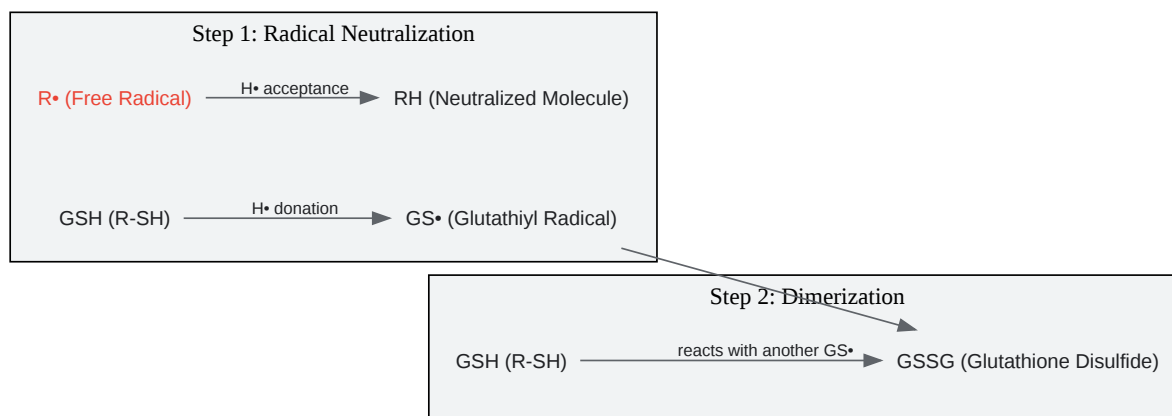 Step 1: Radical Neutralization
R• (Free Radical)
H• acceptance
RH (Neutralized Molecule)
GSH (R-SH)
H• donation
GS• (Glutathiyl Radical)
Step 2: Dimerization
GSH (R-SH)
reacts with another GS•
GSSG (Glutathione Disulfide)